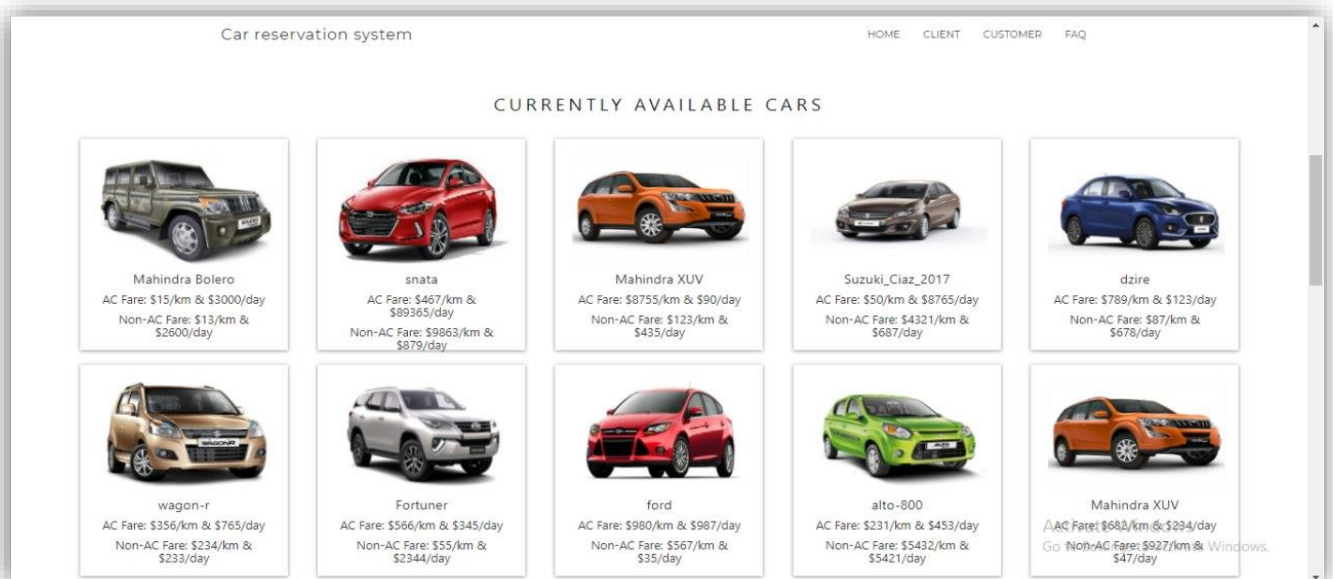 Car reservation system
HOME CLIENT CUSTOMER FAQ
CURRENTLY AVAILABLE CARS
Mahindra Bolero
AC Fare: $15/km & $3000/day
Non-AC Fare: $13/km &
$2600/day
snata
AC Fare: $467/km &
$89365/day
Non-AC Fare: $9863/km &
$879/day
Mahindra XUV
AC Fare: $8755/km & $90/day
Non-AC Fare: $123/km &
$435/day
Suzuki_Ciaz_2017
AC Fare: $50/km & $8765/day
Non-AC Fare: $4321/km &
$687/day
dzire
AC Fare: $789/km & $123/day
Non-AC Fare: $87/km &
$678/day
WAGONR
wagon-r
AC Fare: $356/km & $765/day
Non-AC Fare: $234/km &
$233/day
Fortuner
AC Fare: $566/km & $345/day
Non-AC Fare: $55/km &
$2344/day
ford
AC Fare: $980/km & $987/day
Non-AC Fare: $567/km &
$35/day
alto-800
AC Fare: $231/km & $453/day
Non-AC Fare: $5432/km &
$5421/day
Mahindra XUV
AC Fare: $682/km & $234/day
Non-AC Fare: $927/km &
$47/day
Activate Windows
Go to Settings to Activate Windows.